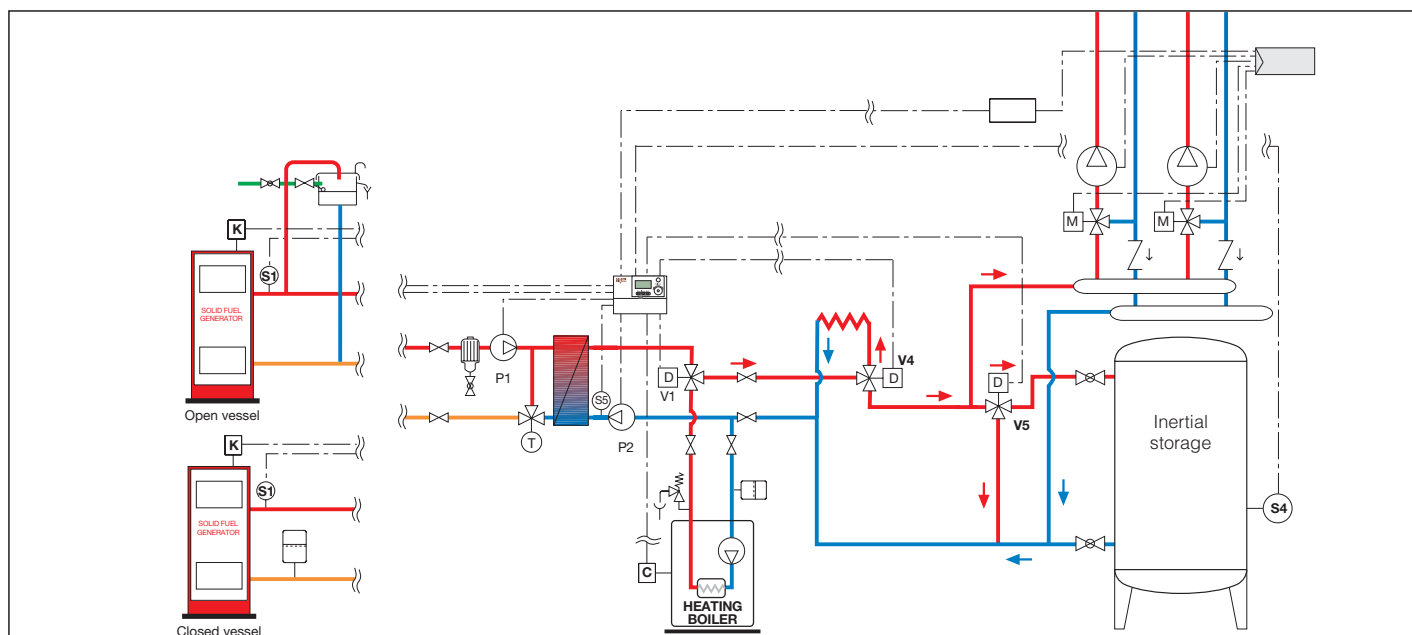 K
S1
SOLID FUEL
GENERATOR
Open vessel
K
S1
SOLID FUEL
GENERATOR
Closed vessel
P1
T
S5
P2
D
V1
V4
D
D
V5
M
M
C
HEATING
BOILER
Inertial
storage
S4